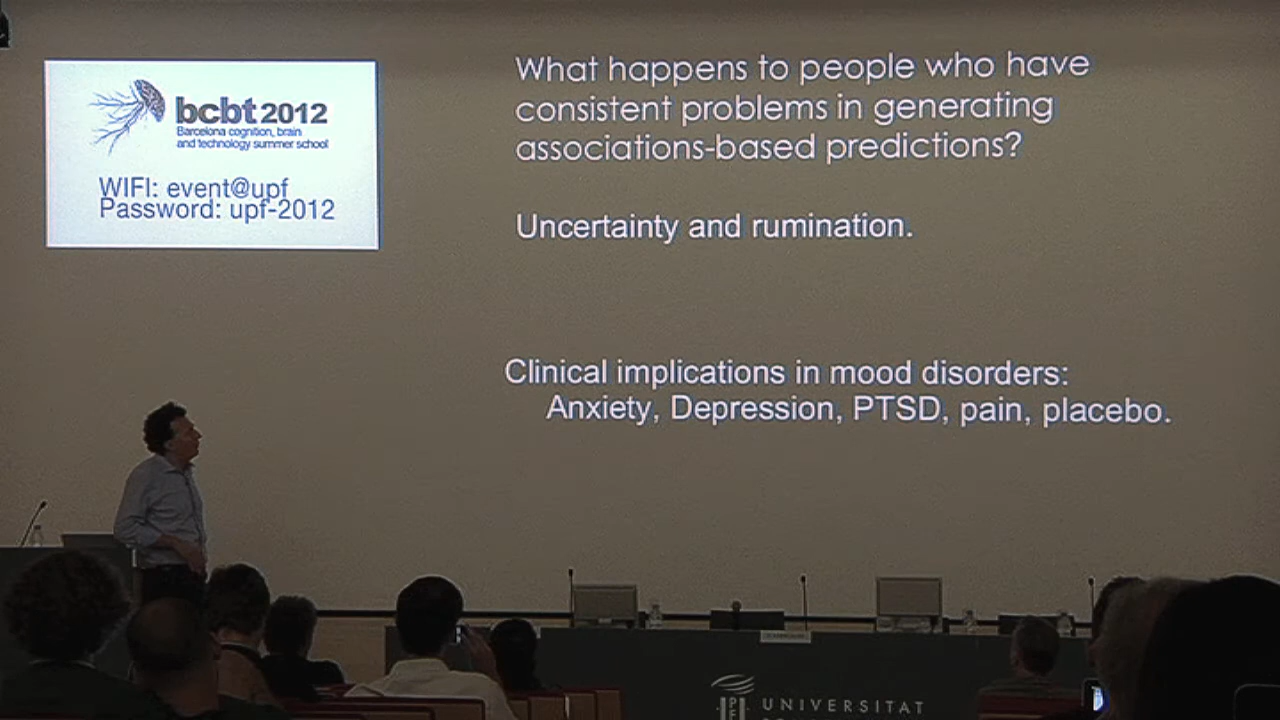 bcbt 2012
Barcelona cognition, brain
and technology summer school
WIFI: event@upf
Password: upf-2012
What happens to people who have
consistent problems in generating
associations-based predictions?
Uncertainty and rumination.
Clinical implications in mood disorders:
Anxiety, Depression, PTSD, pain, placebo.
UNIVERSITAT